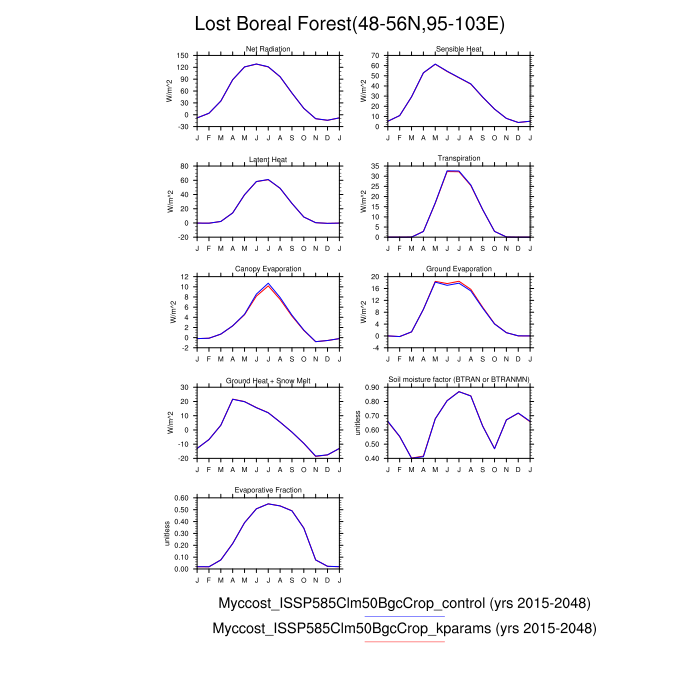 Lost Boreal Forest(48-56N,95-103E)
Net Radiation
Sensible Heat
W/m^2
150
120
90
60
30
0
-30
J F M A M J J A S O N D J
W/m^2
70
60
50
40
30
20
10
0
J F M A M J J A S O N D J
Latent Heat
Transpiration
W/m^2
80
60
40
20
0
-20
J F M A M J J A S O N D J
W/m^2
35
30
25
20
15
10
5
0
J F M A M J J A S O N D J
Canopy Evaporation
Ground Evaporation
W/m^2
12
10
8
6
4
2
0
-2
J F M A M J J A S O N D J
W/m^2
20
16
12
8
4
0
-4
J F M A M J J A S O N D J
Ground Heat + Snow Melt
Soil moisture factor (BTRAN or BTRANMN)
W/m^2
30
20
10
0
-10
-20
J F M A M J J A S O N D J
unitless
0.90
0.80
0.70
0.60
0.50
0.40
J F M A M J J A S O N D J
Evaporative Fraction
unitless
0.60
0.50
0.40
0.30
0.20
0.10
0.00
J F M A M J J A S O N D J
Myccost_ISSP585Clm50BgcCrop_control (yrs 2015-2048)
Myccost_ISSP585Clm50BgcCrop_kparams (yrs 2015-2048)